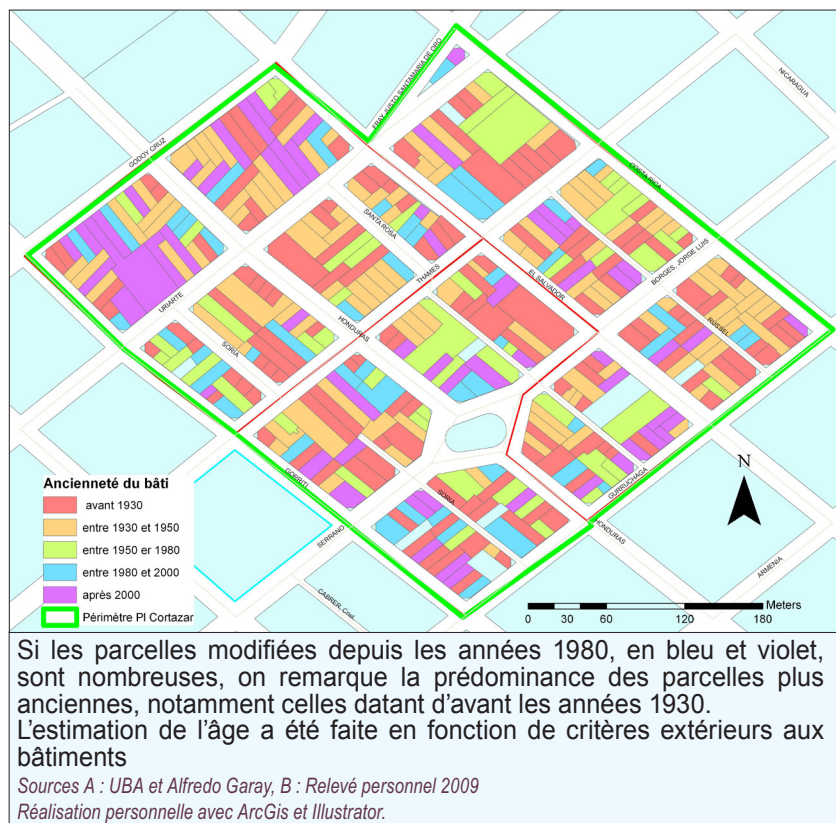 FRAY JUSTO SANTAMARIA DE ORO
NICARAGUA
GODOY CRUZ
COSTA RICA
SANTA ROSA
THAMES
EL SALVADOR
BORGES, JORGE LUIS
URIARTE
HONDURAS
RUSSEL
SORIA
GORRITI
SORIA
GURRUCHAGA
SERRANO
HONDURAS
ARMENIA
CABRER, Cnel.
N
Ancienneté du bâti
avant 1930
entre 1930 et 1950
entre 1950 er 1980
entre 1980 et 2000
après 2000
Périmètre Pl Cortazar
Meters
0 30 60 120 180
Si les parcelles modifiées depuis les années 1980, en bleu et violet,
sont nombreuses, on remarque la prédominance des parcelles plus
anciennes, notamment celles datant d'avant les années 1930.
L'estimation de l'âge a été faite en fonction de critères extérieurs aux
bâtiments
Sources A : UBA et Alfredo Garay, B : Relevé personnel 2009
Réalisation personnelle avec ArcGis et Illustrator.